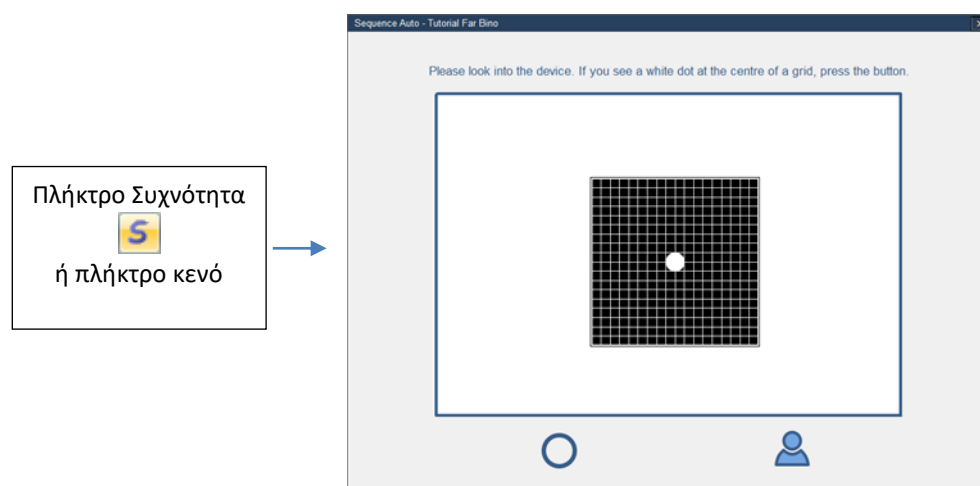 Πλήκτρο Συχνότητα
S
ή πλήκτρο κενό
Sequence Auto - Tutorial Far Bino
Please look into the device. If you see a white dot at the centre of a grid, press the button.